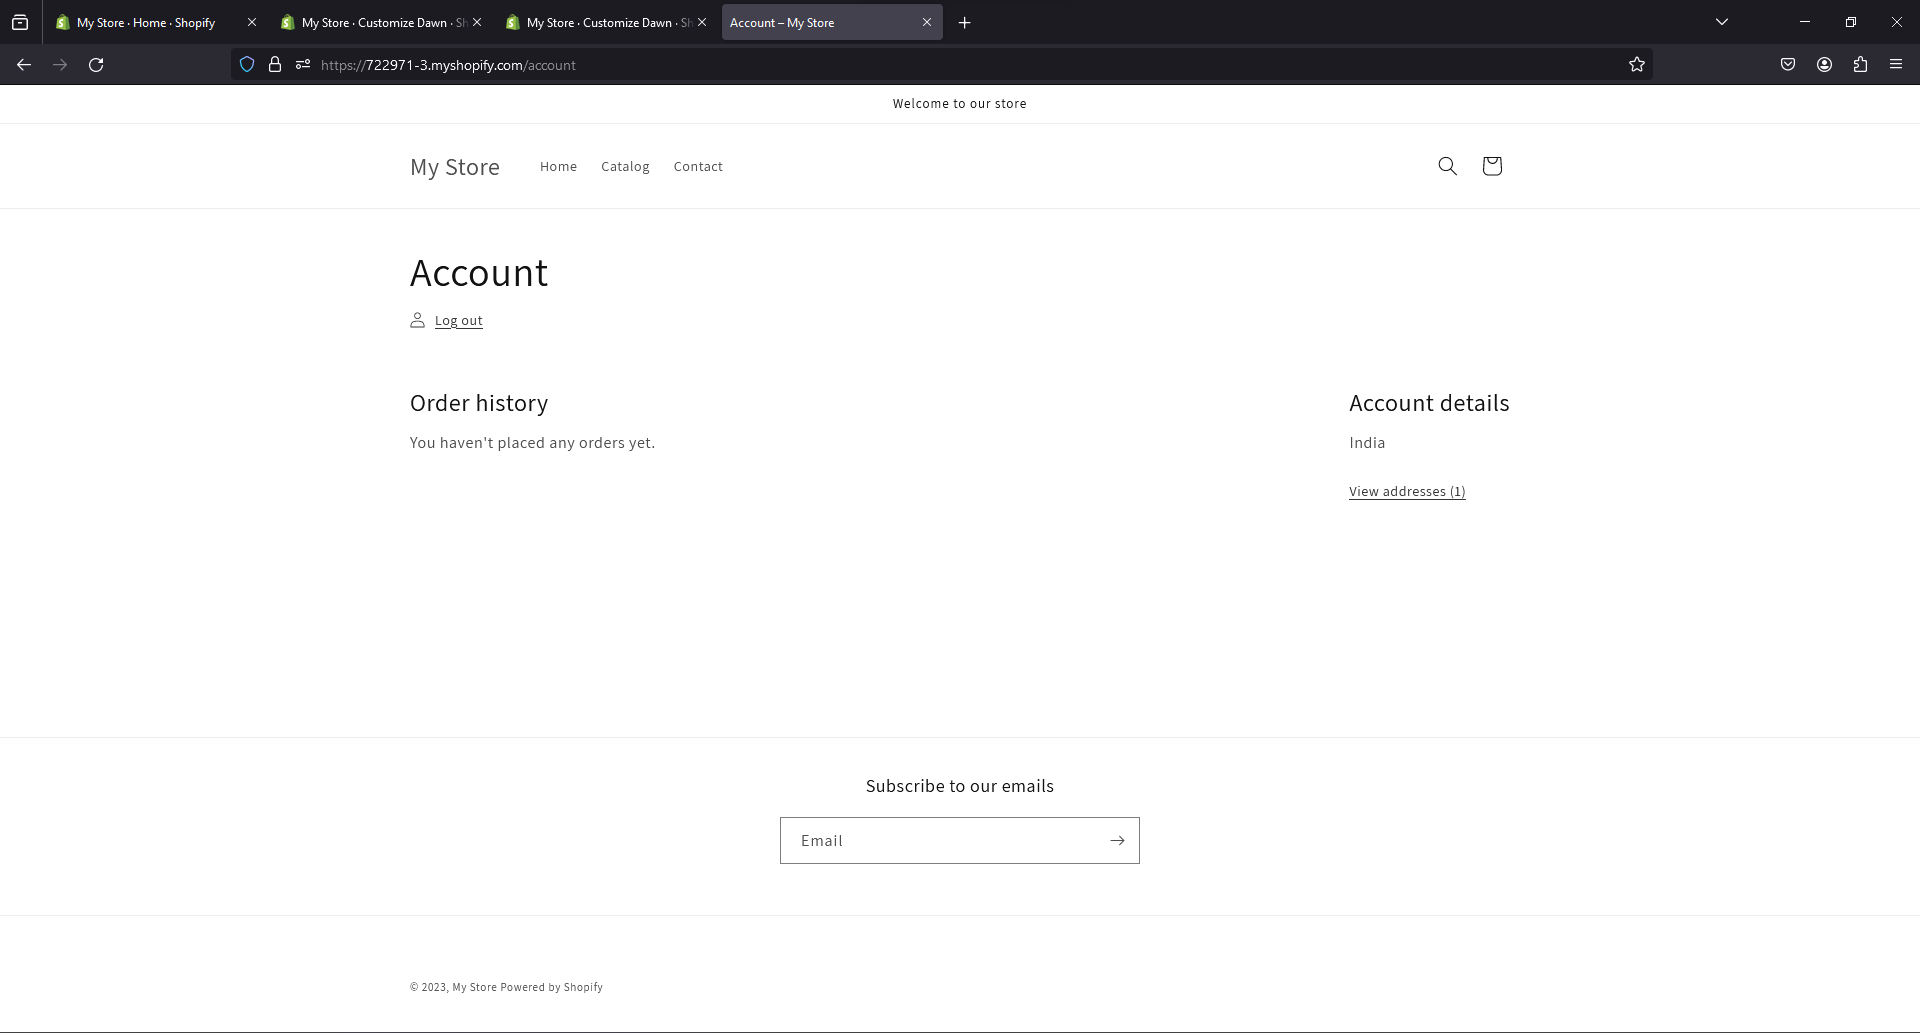 My Store · Home · Shopify
My Store · Customize Dawn · Sh
My Store · Customize Dawn · Sh
Account – My Store
https://722971-3.myshopify.com/account
Welcome to our store
My Store
Home
Catalog
Contact
Account
Log out
Order history
You haven't placed any orders yet.
Account details
India
View addresses (1)
Subscribe to our emails
Email
© 2023, My Store Powered by Shopify